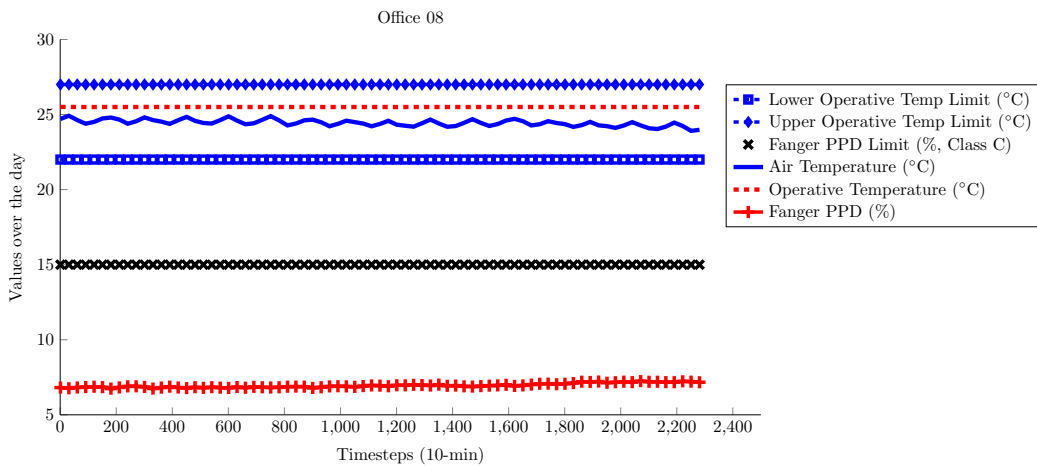 Office 08
30
25
20
15
10
5
0
200
400
600
800
1,000
1,200
1,400
1,600
1,800
2,000
2,200
2,400
Values over the day
Timesteps (10-min)
Lower Operative Temp Limit (°C)
Upper Operative Temp Limit (°C)
Fanger PPD Limit (%, Class C)
Air Temperature (°C)
Operative Temperature (°C)
Fanger PPD (%)